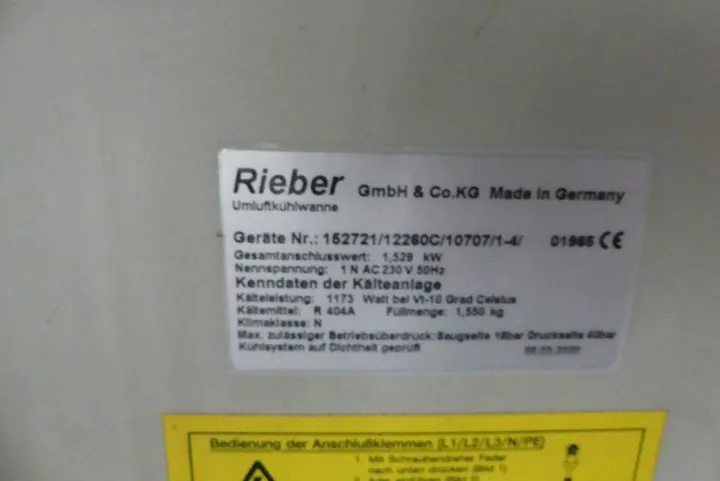 Rieber GmbH & Co.KG Made in Germany
Umluftkühlwanne
Geräte Nr.: 152721/12260C/10707/1-4/ 01965 CE
Gesamtanschlusswert: 1,529 kW
Nennspannung: 1 N AC 230 V 50Hz
Kenndaten der Kälteanlage
Kälteleistung: 1173 Watt bei Vt-10 Grad Celsius
Kältemittel: R 404A Füllmenge: 1,550 kg
Klimaklasse: N
Max. zulässiger Betriebsüberdruck: Saugseite 18bar Druckseite 40bar
Kühlsystem auf Dichtheit geprüft
Bedienung der Anschlußklemmen (L1/L2/L3/N/PE)
1. Mit Schraubendreher Feder
nach unten drücken (Bild 1)